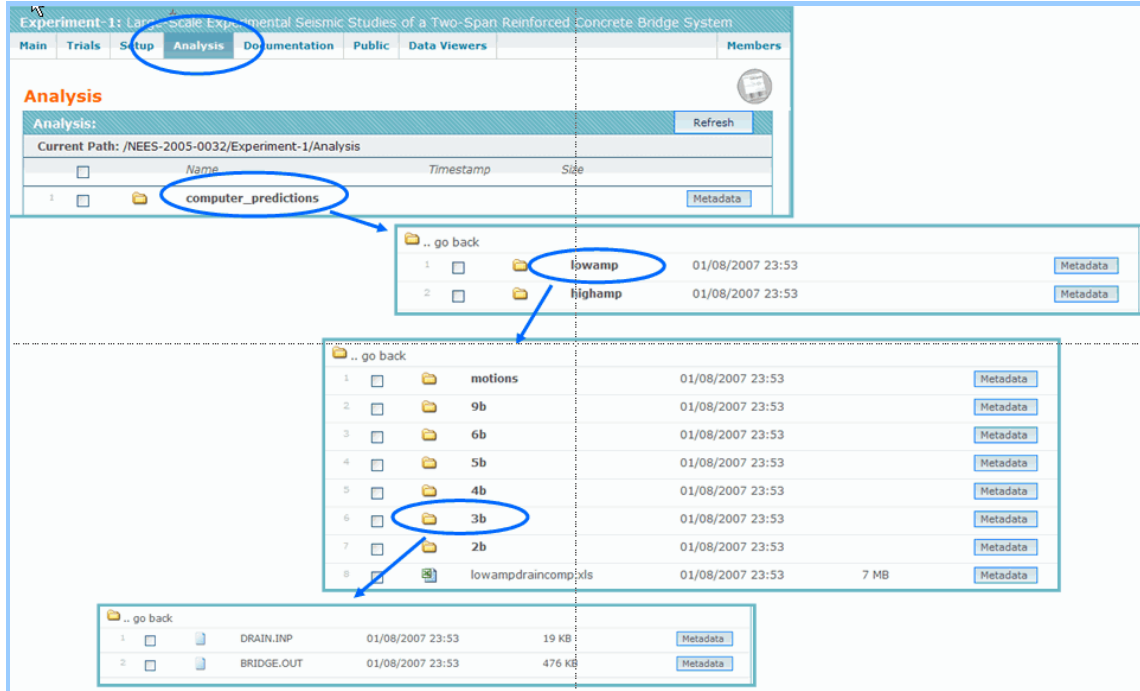 Experiment-1: Large-Scale Experimental Seismic Studies of a Two-Span Reinforced Concrete Bridge System
Main Trials Setup Analysis Documentation Public Data Viewers Members
Analysis
Analysis: Refresh
Current Path: /NEES-2005-0032/Experiment-1/Analysis
Name Timestamp Size
1 computer_predictions Metadata
.. go back
1 lowamp 01/08/2007 23:53 Metadata
2 highamp 01/08/2007 23:53 Metadata
.. go back
1 motions 01/08/2007 23:53 Metadata
2 9b 01/08/2007 23:53 Metadata
3 6b 01/08/2007 23:53 Metadata
4 5b 01/08/2007 23:53 Metadata
5 4b 01/08/2007 23:53 Metadata
6 3b 01/08/2007 23:53 Metadata
7 2b 01/08/2007 23:53 Metadata
8 lowampdraincomp.xls 01/08/2007 23:53 7 MB Metadata
.. go back
1 DRAIN.INP 01/08/2007 23:53 19 KB Metadata
2 BRIDGE.OUT 01/08/2007 23:53 476 KB Metadata